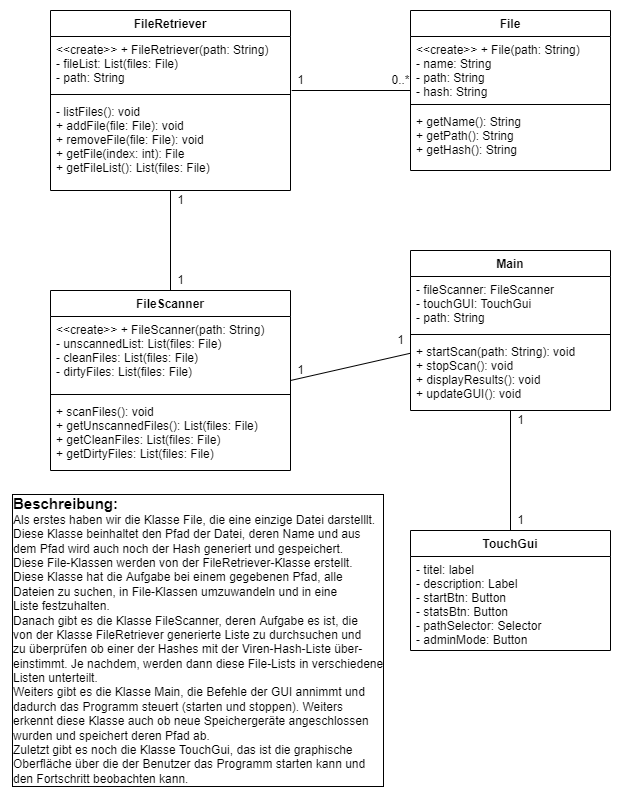 FileRetriever
<<create>> + FileRetriever(path: String)
- fileList: List(files: File)
- path: String
- listFiles(): void
+ addFile(file: File): void
+ removeFile(file: File): void
+ getFile(index: int): File
+ getFileList(): List(files: File)
1
0..*
File
<<create>> + File(path: String)
- name: String
- path: String
- hash: String
+ getName(): String
+ getPath(): String
+ getHash(): String
1
1
FileScanner
<<create>> + FileScanner(path: String)
- unscannedList: List(files: File)
- cleanFiles: List(files: File)
- dirtyFiles: List(files: File)
+ scanFiles(): void
+ getUnscannedFiles(): List(files: File)
+ getCleanFiles: List(files: File)
+ getDirtyFiles: List(files: File)
1
1
Main
- fileScanner: FileScanner
- touchGUI: TouchGui
- path: String
+ startScan(path: String): void
+ stopScan(): void
+ displayResults(): void
+ updateGUI(): void
1
1
TouchGui
- titel: label
- description: Label
- startBtn: Button
- statsBtn: Button
- pathSelector: Selector
- adminMode: Button
Beschreibung:
Als erstes haben wir die Klasse File, die eine einzige Datei darstelllt.
Diese Klasse beinhaltet den Pfad der Datei, deren Name und aus
dem Pfad wird auch noch der Hash generiert und gespeichert.
Diese File-Klassen werden von der FileRetriever-Klasse erstellt.
Diese Klasse hat die Aufgabe bei einem gegebenen Pfad, alle
Dateien zu suchen, in File-Klassen umzuwandeln und in eine
Liste festzuhalten.
Danach gibt es die Klasse FileScanner, deren Aufgabe es ist, die
von der Klasse FileRetriever generierte Liste zu durchsuchen und
zu überprüfen ob einer der Hashes mit der Viren-Hash-Liste über-
einstimmt. Je nachdem, werden dann diese File-Lists in verschiedene
Listen unterteilt.
Weiters gibt es die Klasse Main, die Befehle der GUI annimmt und
dadurch das Programm steuert (starten und stoppen). Weiters
erkennt diese Klasse auch ob neue Speichergeräte angeschlossen
wurden und speichert deren Pfad ab.
Zuletzt gibt es noch die Klasse TouchGui, das ist die graphische
Oberfläche über die der Benutzer das Programm starten kann und
den Fortschritt beobachten kann.